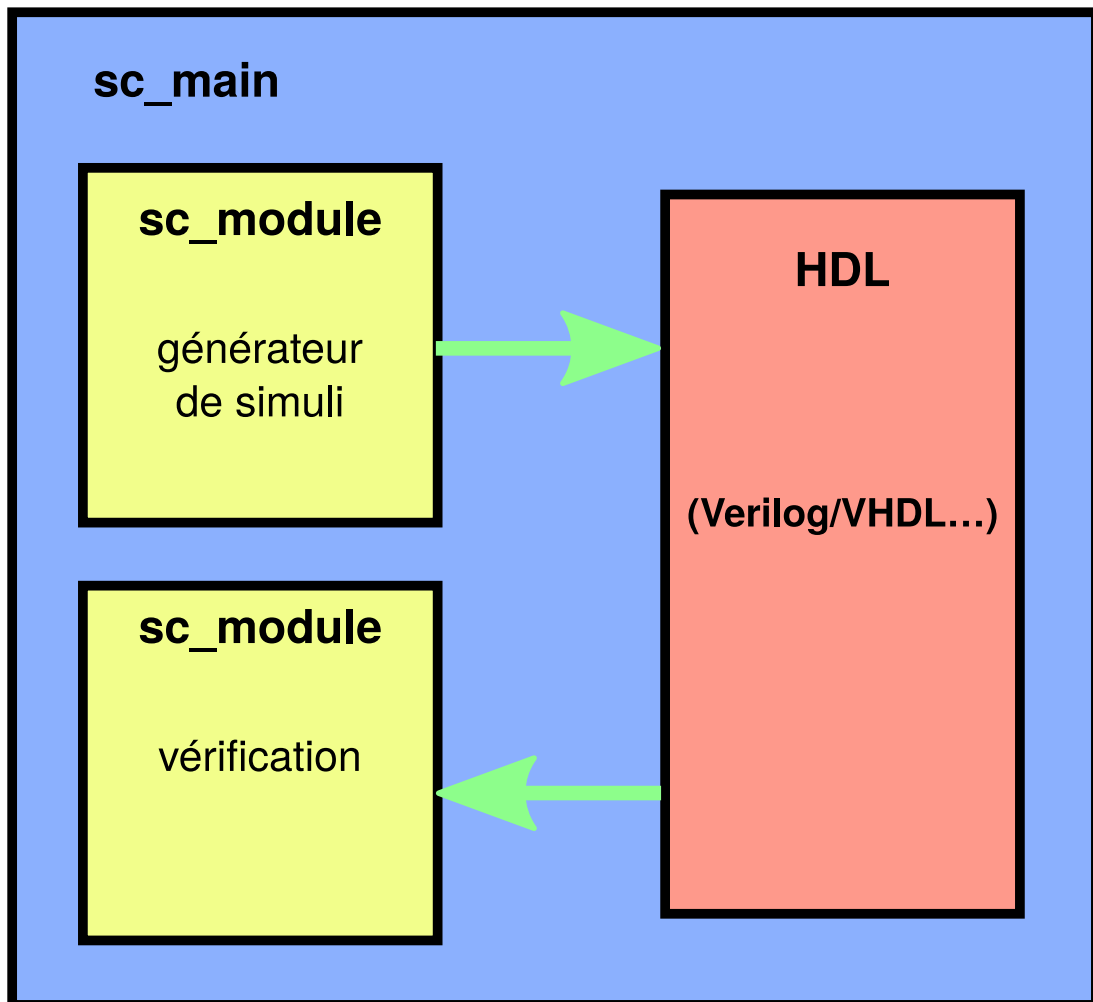 sc_main
sc_module
générateur
de simuli
sc_module
vérification
HDL
(Verilog/VHDL…)